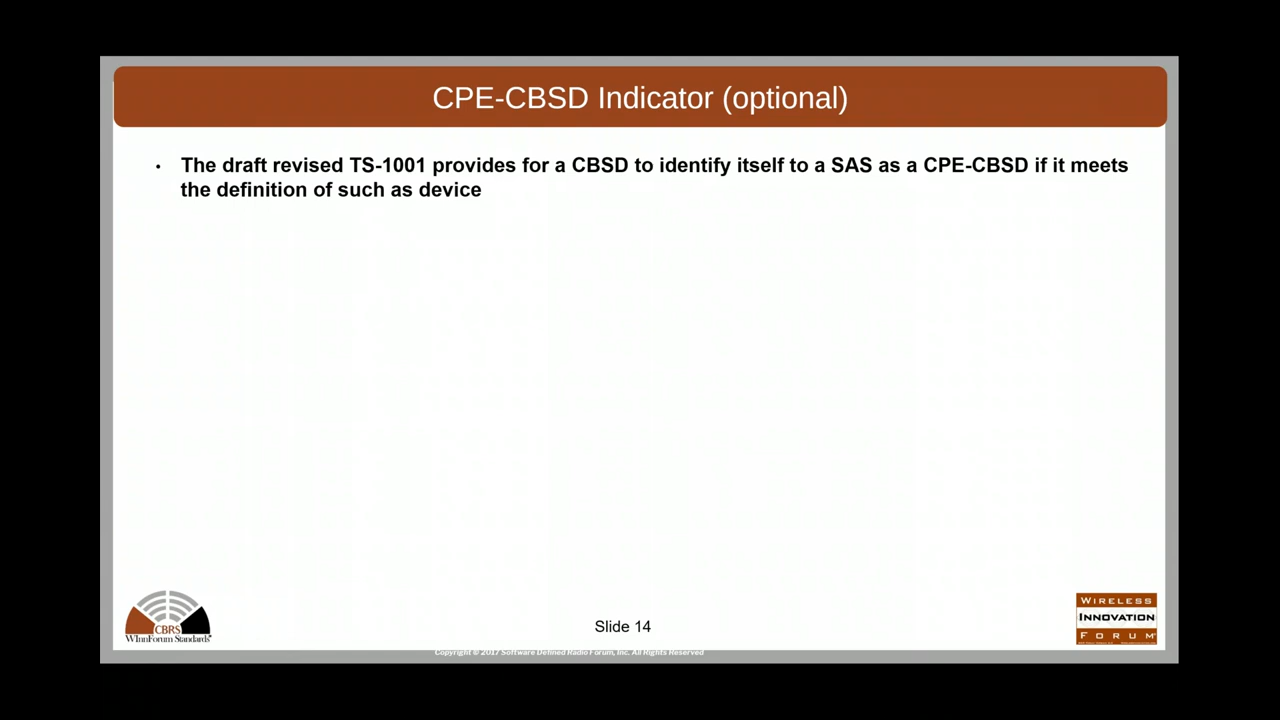 CPE-CBSD Indicator (optional)
• The draft revised TS-1001 provides for a CBSD to identify itself to a SAS as a CPE-CBSD if it meets
the definition of such as device
CBRS
WInnForum Standards
Slide 14
WIRELESS
INNOVATION
FORUM
Copyright © 2017 Software Defined Radio Forum, Inc. All Rights Reserved